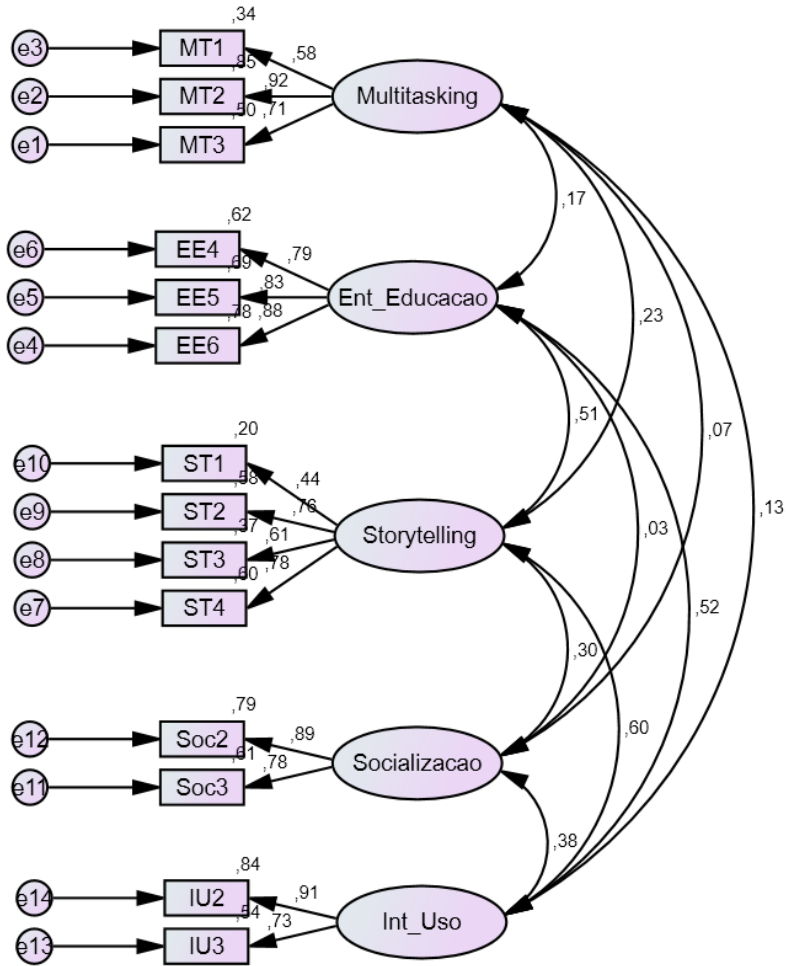 ,34
e3 MT1 ,58
,85
e2 MT2 ,92 Multitasking
,50 ,71
e1 MT3
,17
,62
e6 EE4 ,79
,69
e5 EE5 ,83 Ent_Educacao
,78 ,88
e4 EE6
,23
,51
,20
,07
e10 ST1 ,44
,58
e9 ST2 ,76
,13
,37 ,61
Storytelling
,03
e8 ST3
,60 ,78
e7 ST4
,52
,30
,79
,60
e12 Soc2 ,89
,61 ,78 Socializacao
e11 Soc3
,38
,84
e14 IU2 ,91
,54 ,73 Int_Uso
e13 IU3